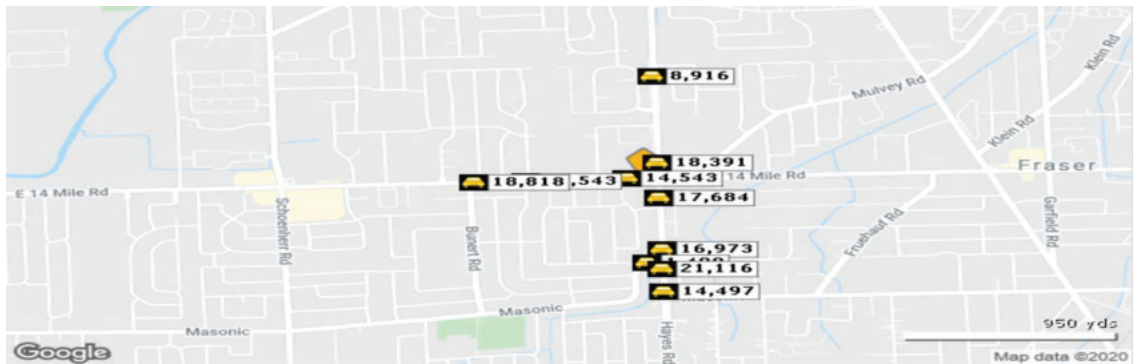 8,916
Mulvey Rd
Klein Rd
Klein Rd
18,391
Fraser
E 14 Mile Rd
18,818
,543
14,543
14 Mile Rd
17,684
Schoenherr Rd
Bunert Rd
Garfield Rd
Fruehauf Rd
16,973
21,116
14,497
Masonic
Masonic
Hayes Rd
950 yds
Google
Map data ©2020